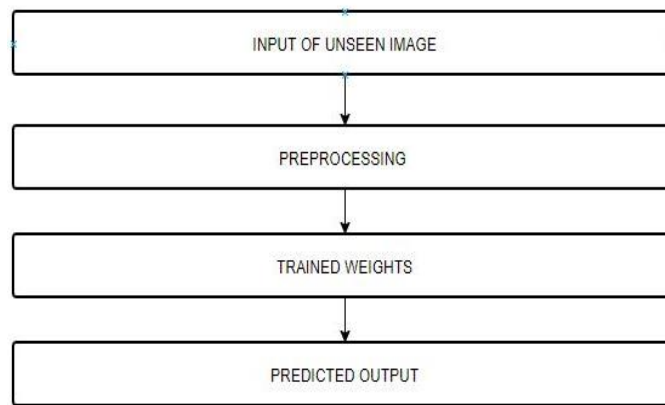 INPUT OF UNSEEN IMAGE
PREPROCESSING
TRAINED WEIGHTS
PREDICTED OUTPUT